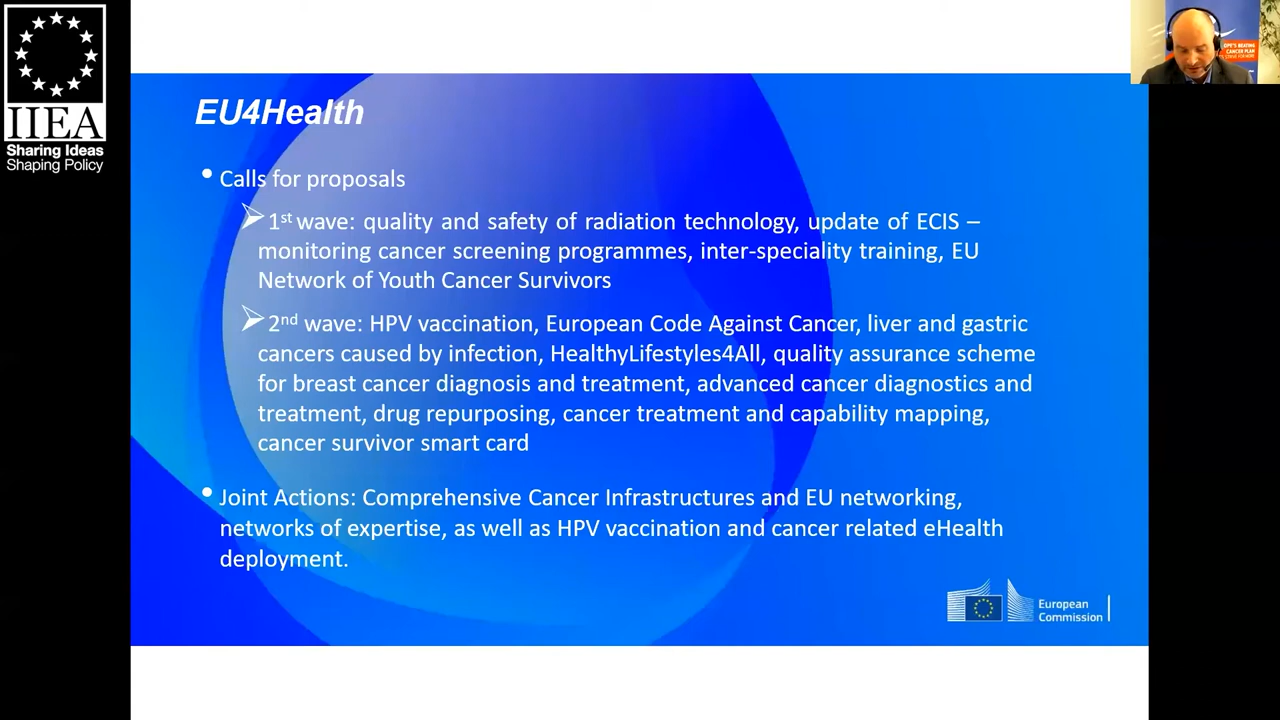 IIEA
Sharing Ideas
Shaping Policy
OPE'S BEATING
CANCER PLAN
EU4Health
• Calls for proposals
➢ 1st wave: quality and safety of radiation technology, update of ECIS –
monitoring cancer screening programmes, inter-speciality training, EU
Network of Youth Cancer Survivors
➢ 2nd wave: HPV vaccination, European Code Against Cancer, liver and gastric
cancers caused by infection, HealthyLifestyles4All, quality assurance scheme
for breast cancer diagnosis and treatment, advanced cancer diagnostics and
treatment, drug repurposing, cancer treatment and capability mapping,
cancer survivor smart card
• Joint Actions: Comprehensive Cancer Infrastructures and EU networking,
networks of expertise, as well as HPV vaccination and cancer related eHealth
deployment.
European
Commission